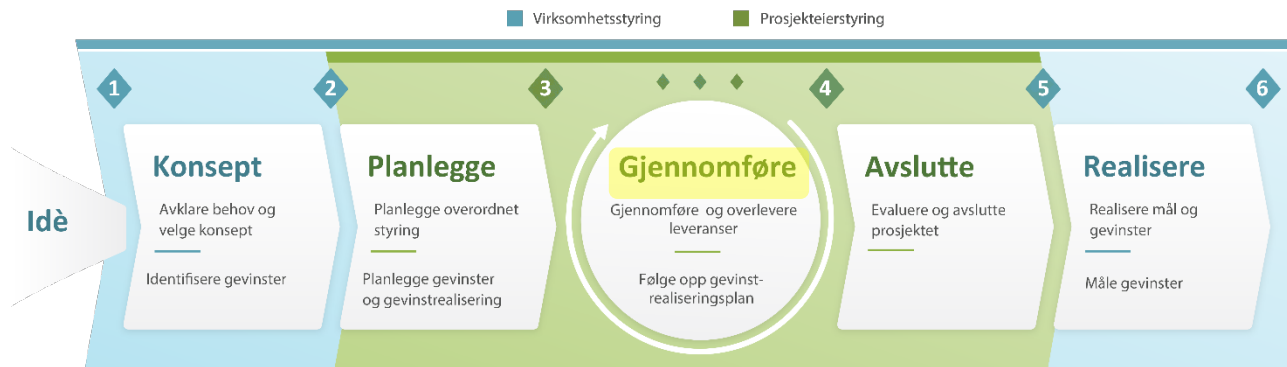 Virksomhetsstyring
Prosjekteierstyring
1
2
3
4
5
6
Idè
Konsept
Avklare behov og
velge konsept
Identifisere gevinster
Planlegge
Planlegge overordnet
styring
Planlegge gevinster
og gevinstrealisering
Gjennomføre
Gjennomføre og overlevere
leveranser
Følge opp gevinst-
realiseringsplan
Avslutte
Evaluere og avslutte
prosjektet
Realisere
Realisere mål og
gevinster
Måle gevinster